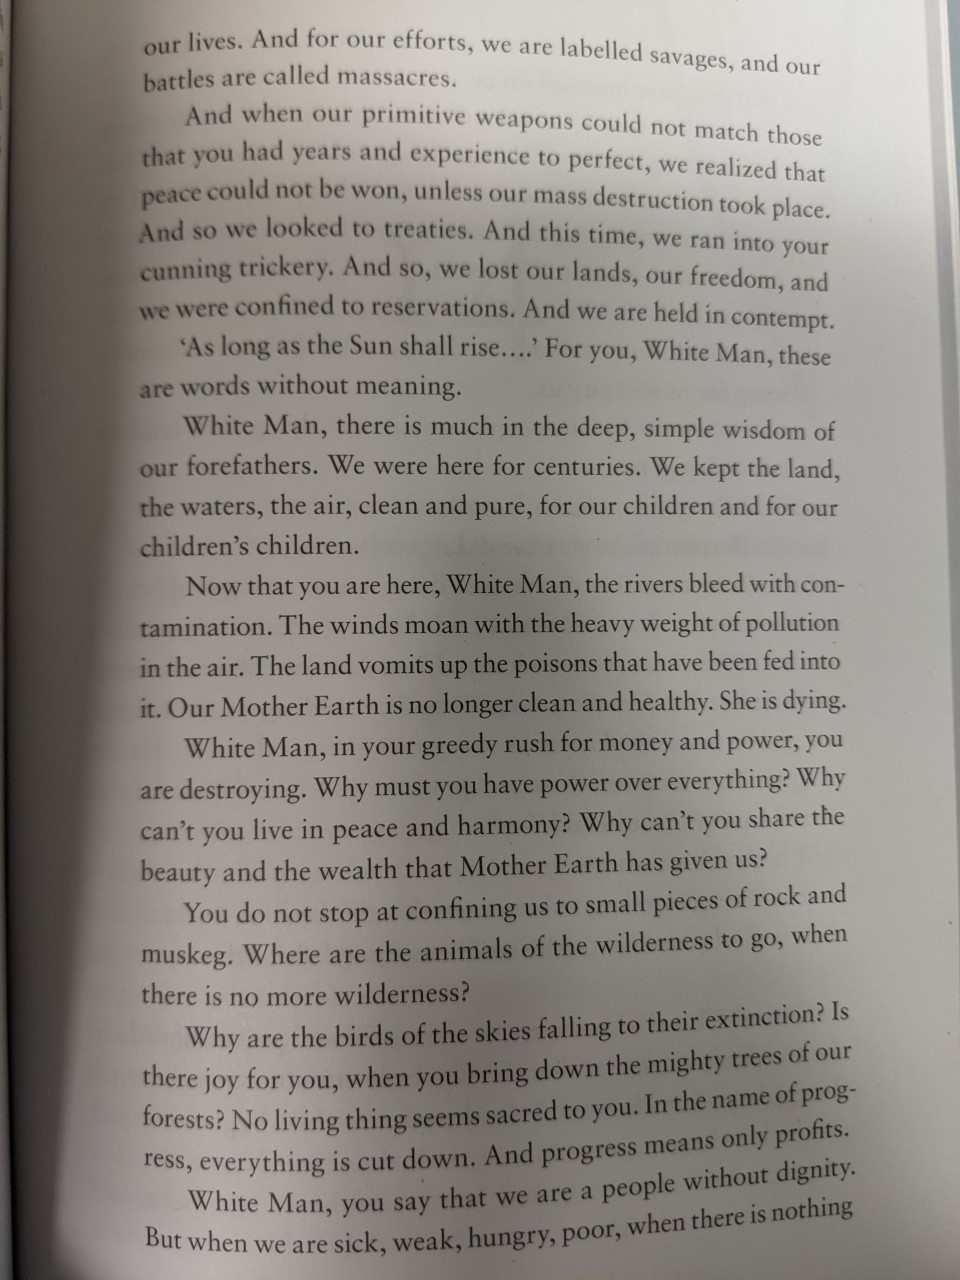 our lives. And for our efforts, we are labelled savages, and our
battles are called massacres.
And when our primitive weapons could not match those
that you had years and experience to perfect, we realized that
peace could not be won, unless our mass destruction took place.
And so we looked to treaties. And this time, we ran into your
cunning trickery. And so, we lost our lands, our freedom, and
we were confined to reservations. And we are held in contempt.
‘As long as the Sun shall rise....’ For you, White Man, these
are words without meaning.
White Man, there is much in the deep, simple wisdom of
our forefathers. We were here for centuries. We kept the land,
the waters, the air, clean and pure, for our children and for our
children’s children.
Now that you are here, White Man, the rivers bleed with con-
tamination. The winds moan with the heavy weight of pollution
in the air. The land vomits up the poisons that have been fed into
it. Our Mother Earth is no longer clean and healthy. She is dying.
White Man, in your greedy rush for money and power, you
are destroying. Why must you have power over everything? Why
can’t you live in peace and harmony? Why can’t you share the
beauty and the wealth that Mother Earth has given us?
You do not stop at confining us to small pieces of rock and
muskeg. Where are the animals of the wilderness to go, when
there is no more wilderness?
Why are the birds of the skies falling to their extinction? Is
there joy for you, when you bring down the mighty trees of our
forests? No living thing seems sacred to you. In the name of prog-
ress, everything is cut down. And progress means only profits.
White Man, you say that we are a people without dignity.
But when we are sick, weak, hungry, poor, when there is nothing